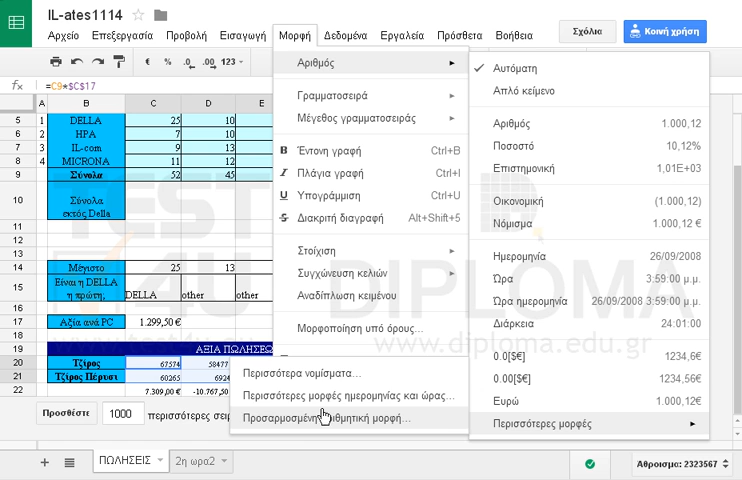 IL-ates1114
Αρχείο Επεξεργασία Προβολή Εισαγωγή Μορφή Δεδομένα Εργαλεία Πρόσθετα Βοήθεια
Σχόλια Κοινή χρήση
€ % .0 .00 123
fx =C9*$C$17
A B C D E
5 1 DELLA 25 10
6 2 HPA 7 10
7 3 IL-com 9 13
8 4 MICRONA 11 12
9 Σύνολα 52 45
10 Σύνολα εκτός Della
11
12
13
14 Μέγιστο 25 13
15 Είναι η DELLA η πρώτη; DELLA other other
16
17 Αξία ανά PC 1.299,50 €
18
19 ΑΞΙΑ ΠΩΛΗΣΕΩ
20 Τζίρος 67574 58477
21 Τζίρος Πέρυσι 60265 6924
22 7.309,00 € -10.767,50
Προσθέστε 1000 περισσότερες σειρ
ΠΩΛΗΣΕΙΣ 2η ωρα2
Άθροισμα: 2323567
Αριθμός
Γραμματοσειρά
Μέγεθος γραμματοσειράς
B Έντονη γραφή Ctrl+B
I Πλάγια γραφή Ctrl+I
U Υπογράμμιση Ctrl+U
S Διακριτή διαγραφή Alt+Shift+5
Στοίχιση
Συγχώνευση κελιών
Αναδίπλωση κειμένου
Μορφοποίηση υπό όρους...
Αυτόματη
Απλό κείμενο
Αριθμός 1.000,12
Ποσοστό 10,12%
Επιστημονική 1,01E+03
Οικονομική (1.000,12)
Νόμισμα 1.000,12 €
Ημερομηνία 26/09/2008
Ώρα 3:59:00 μ.μ.
Ώρα ημερομηνία 26/09/2008 3:59:00 μ.μ.
Διάρκεια 24:01:00
0.0[$€] 1234,6€
0.00[$€] 1234,56€
Ευρώ 1.000,12€
Περισσότερες μορφές
Περισσότερα νομίσματα...
Περισσότερες μορφές ημερομηνίας και ώρας...
Προσαρμοσμένη αριθμητική μορφή...
TEST4U DIPLOMA
www.diploma.edu.gr